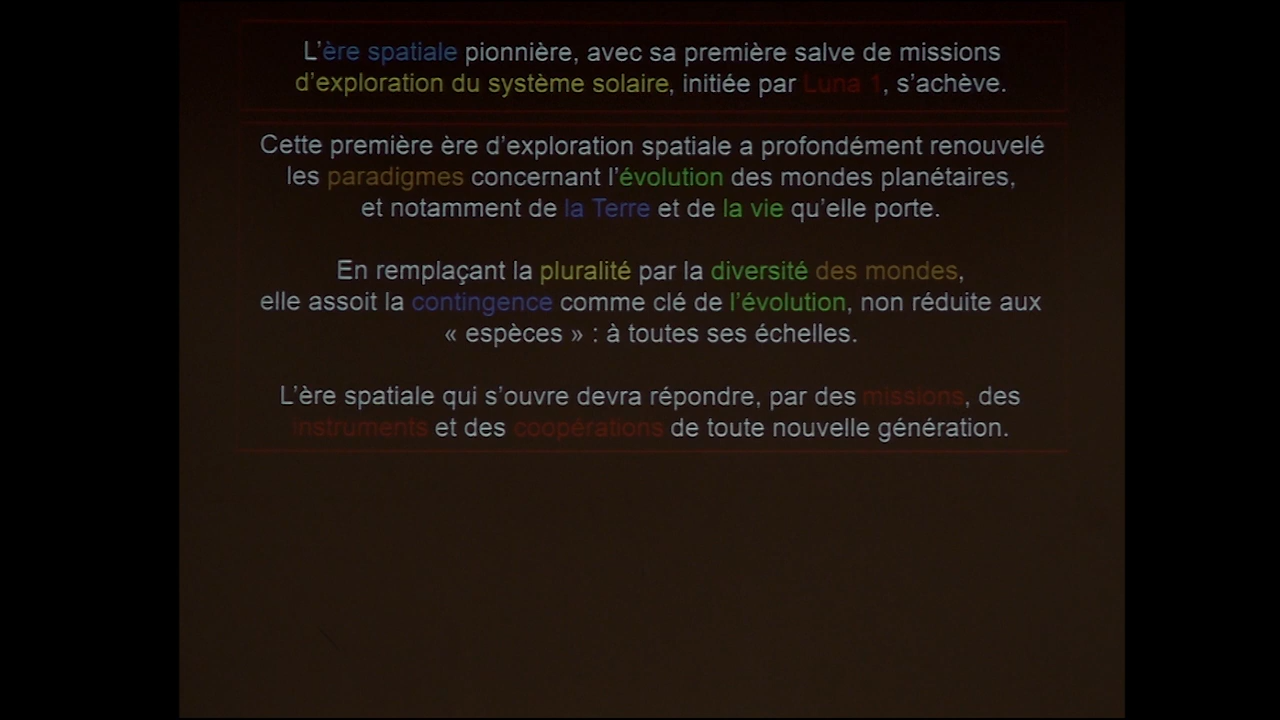 L’ère spatiale pionnière, avec sa première salve de missions
d’exploration du système solaire, initiée par Luna 1, s’achève.
Cette première ère d’exploration spatiale a profondément renouvelé
les paradigmes concernant l’évolution des mondes planétaires,
et notamment de la Terre et de la vie qu’elle porte.
En remplaçant la pluralité par la diversité des mondes,
elle assoit la contingence comme clé de l’évolution, non réduite aux
« espèces » : à toutes ses échelles.
L’ère spatiale qui s’ouvre devra répondre, par des missions, des
instruments et des coopérations de toute nouvelle génération.